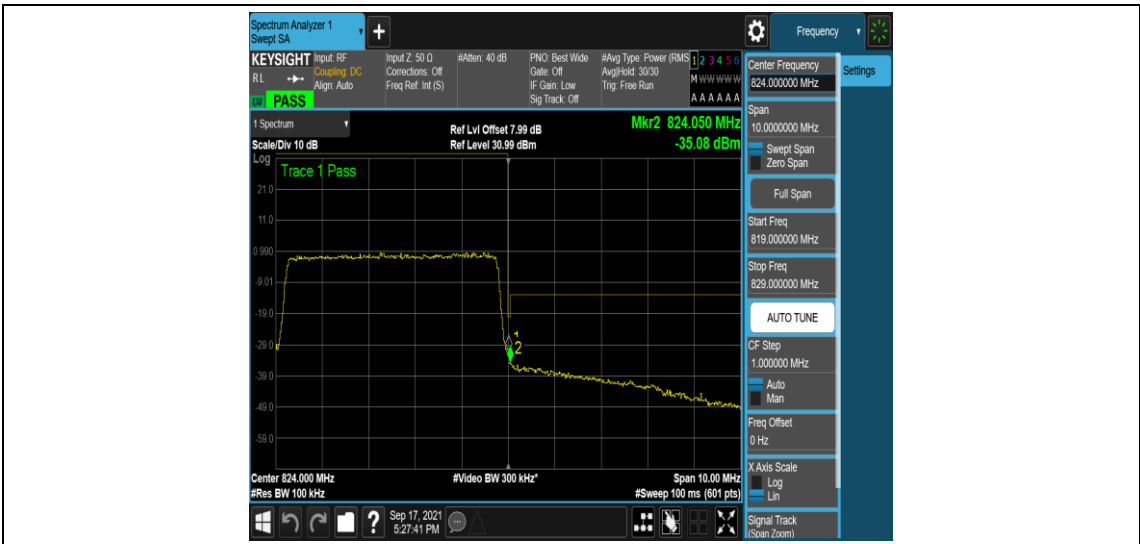 Spectrum Analyzer 1
Swept SA
+
Frequency
KEYSIGHT
RL
LXI
PASS
Input: RF
Coupling: DC
Align: Auto
Input Z: 50 Ω
Corrections: Off
Freq Ref: Int (S)
#Atten: 40 dB
PNO: Best Wide
Gate: Off
IF Gain: Low
Sig Track: Off
#Avg Type: Power (RMS
Avg|Hold: 30/30
Trig: Free Run
1 2 3 4 5 6
M W W W W W
A A A A A A
1 Spectrum
Scale/Div 10 dB
Ref Lvl Offset 7.99 dB
Ref Level 30.99 dBm
Mkr2 824.050 MHz
-35.08 dBm
Log
Trace 1 Pass
21.0
11.0
0.990
-9.01
-19.0
-29.0
-39.0
-49.0
-59.0
1
2
Center 824.000 MHz
#Res BW 100 kHz
#Video BW 300 kHz*
Span 10.00 MHz
#Sweep 100 ms (601 pts)
?
Sep 17, 2021
5:27:41 PM
Settings
Center Frequency
824.000000 MHz
Span
10.0000000 MHz
Swept Span
Zero Span
Full Span
Start Freq
819.000000 MHz
Stop Freq
829.000000 MHz
AUTO TUNE
CF Step
1.000000 MHz
Auto
Man
Freq Offset
0 Hz
X Axis Scale
Log
Lin
Signal Track
(Span Zoom)